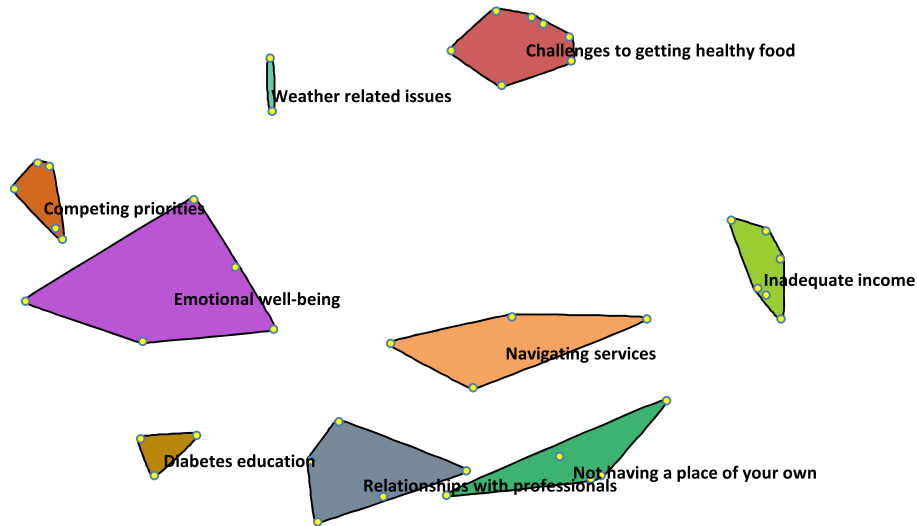 Challenges to getting healthy food
Weather related issues
Competing priorities
Emotional well-being
Inadequate income
Navigating services
Diabetes education
Not having a place of your own
Relationships with professionals